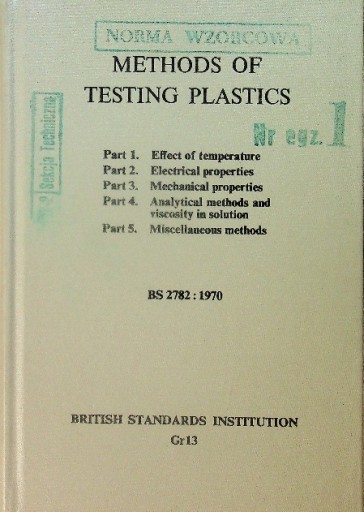 NORMA WZORCOWA
METHODS OF
TESTING PLASTICS
Sekcja Techniczna
Nr egz. 1
Part 1. Effect of temperature
Part 2. Electrical properties
Part 3. Mechanical properties
Part 4. Analytical methods and
viscosity in solution
Part 5. Miscellaneous methods
BS 2782 : 1970
BRITISH STANDARDS INSTITUTION
Gr13